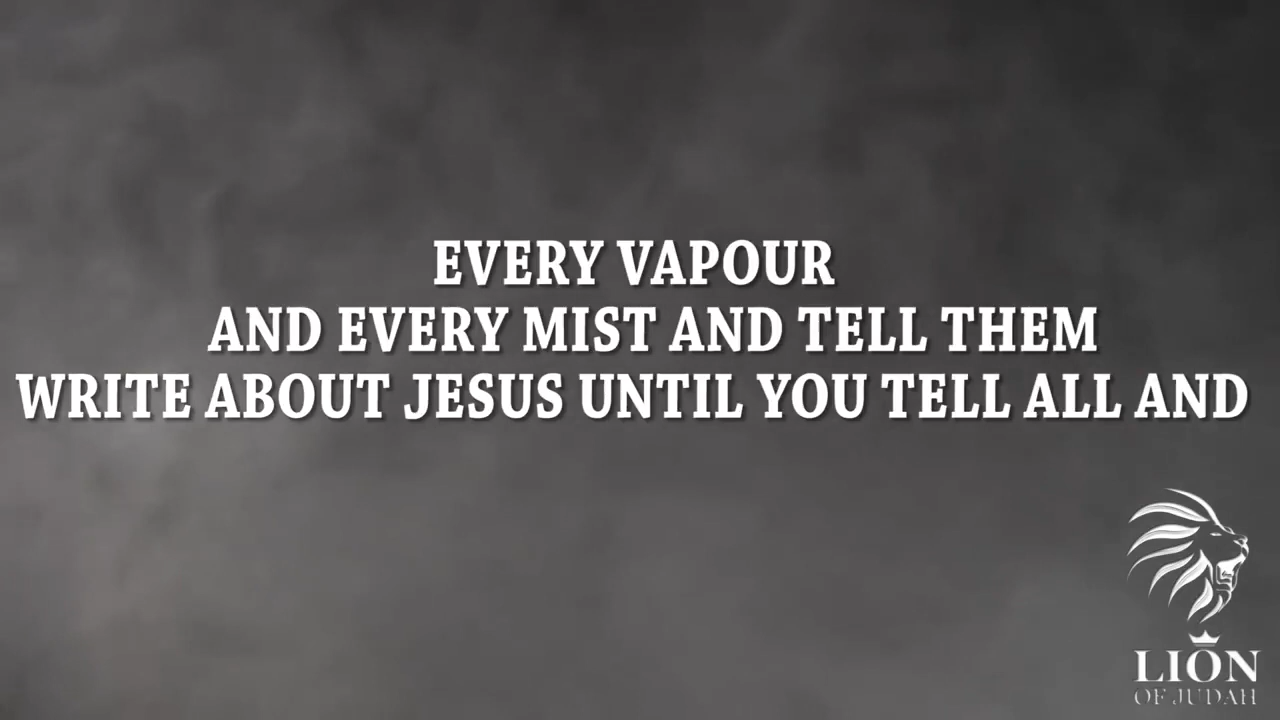 EVERY VAPOUR
AND EVERY MIST AND TELL THEM
WRITE ABOUT JESUS UNTIL YOU TELL ALL AND
LION
OF JUDAH